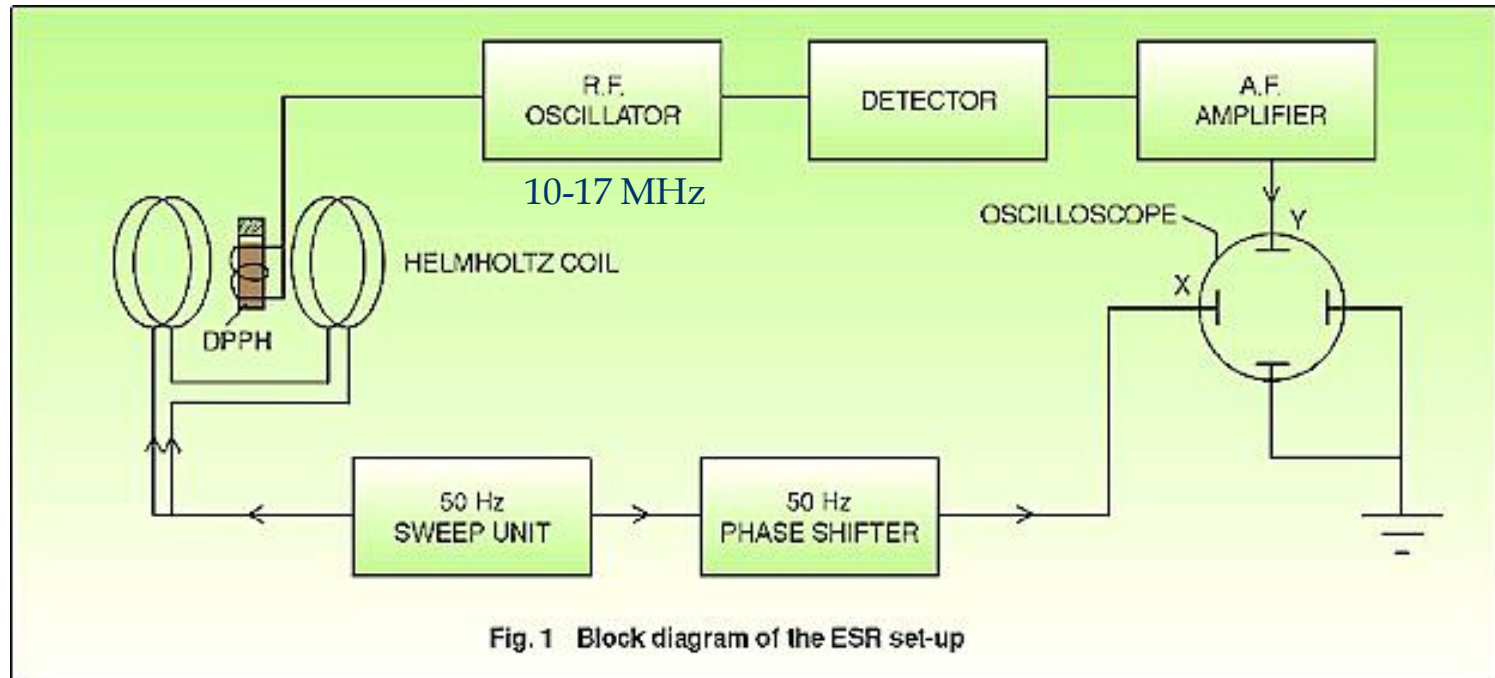 R.F.
OSCILLATOR
DETECTOR
A.F.
AMPLIFIER
10-17 MHz
OSCILLOSCOPE
Y
X
HELMHOLTZ COIL
DPPH
50 Hz
SWEEP UNIT
50 Hz
PHASE SHIFTER
Fig. 1 Block diagram of the ESR set-up